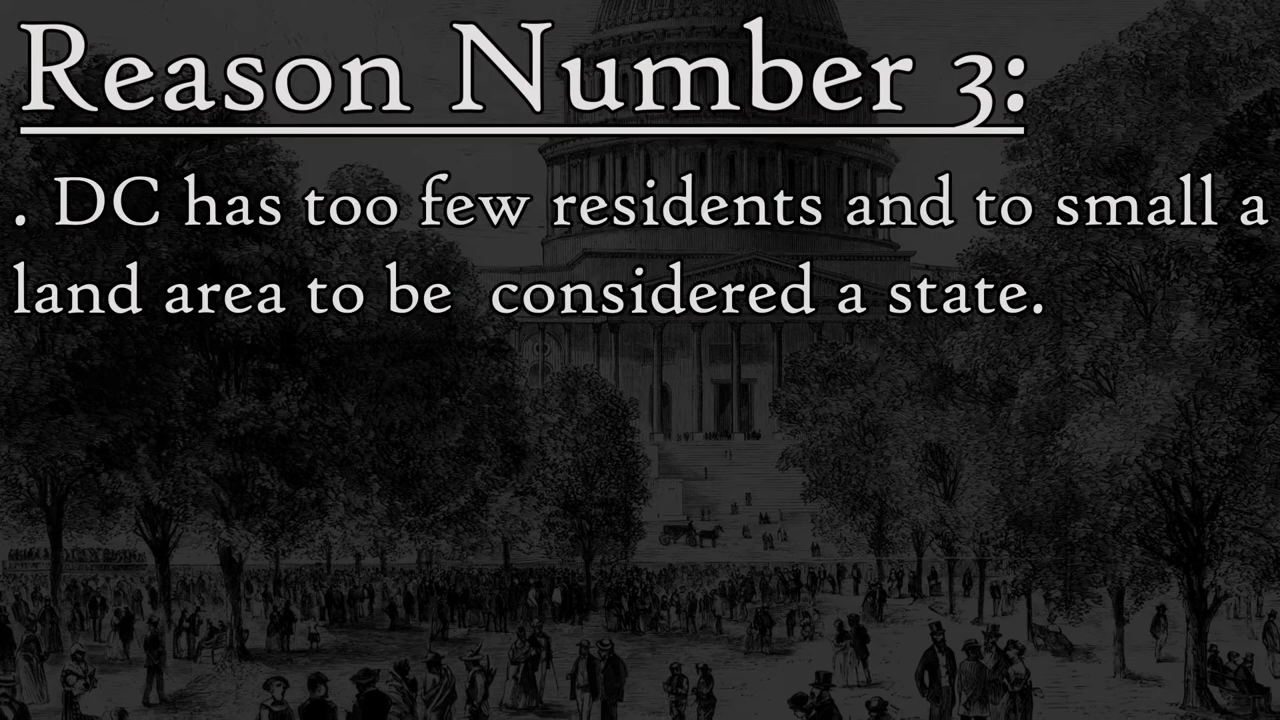 Reason Number 3:
. DC has too few residents and to small a
land area to be  considered a state.